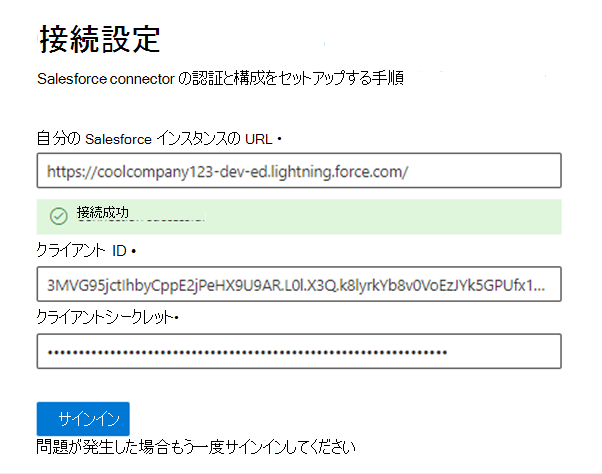 接続設定
Salesforce connector の認証と構成をセットアップする手順
自分の Salesforce インスタンスの URL •
https://coolcompany123-dev-ed.lightning.force.com/
接続成功
クライアント ID •
3MVG95jctIhbyCppE2jPeHX9U9AR.L0l.X3Q.k8lyrkYb8v0VoEzJYk5GPUfx1...
クライアントシークレット•
••••••••••••••••••••••••••••••••••••••••••••••••••••••••••••••••
サインイン
問題が発生した場合もう一度サインインしてください